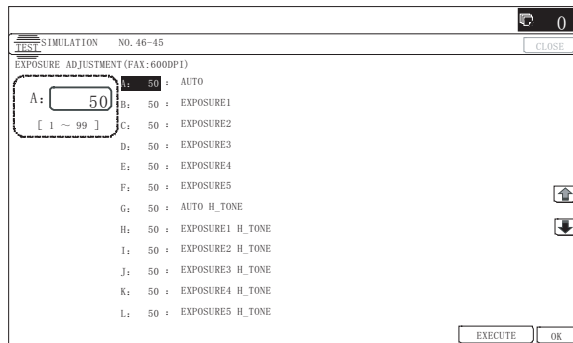 0
TEST SIMULATION NO.46-45
CLOSE
EXPOSURE ADJUSTMENT(FAX:600DPI)
A: 50
[ 1 ~ 99 ]
A: 50 : AUTO
B: 50 : EXPOSURE1
C: 50 : EXPOSURE2
D: 50 : EXPOSURE3
E: 50 : EXPOSURE4
F: 50 : EXPOSURE5
G: 50 : AUTO H_TONE
H: 50 : EXPOSURE1 H_TONE
I: 50 : EXPOSURE2 H_TONE
J: 50 : EXPOSURE3 H_TONE
K: 50 : EXPOSURE4 H_TONE
L: 50 : EXPOSURE5 H_TONE
EXECUTE OK